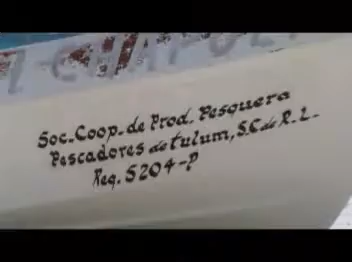 Soc. Coop. de Prod. Pesquera
Pescadores de tulum, S.C. de R.L.
Reg. 5204-P